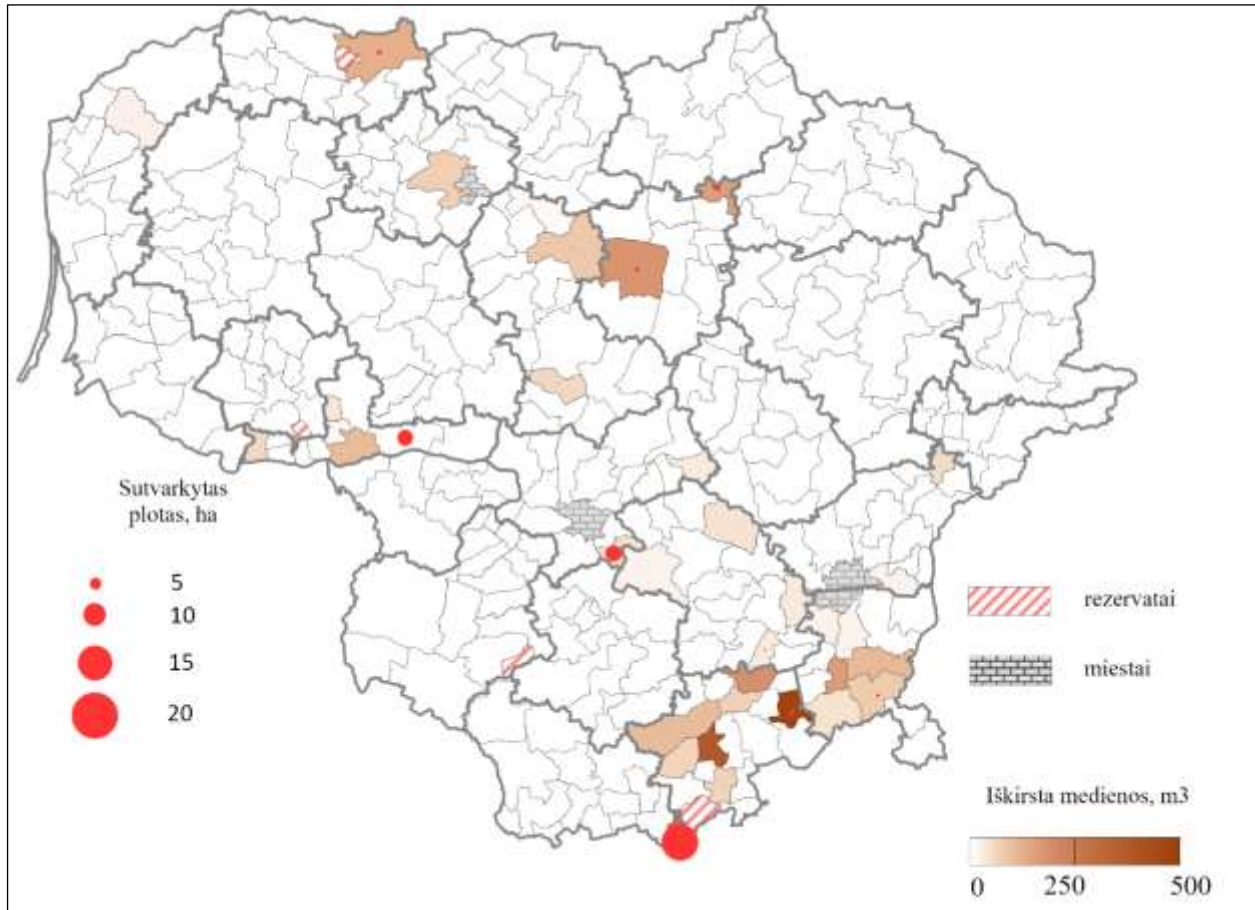 Sutvarkytas
plotas, ha
5
10
15
20
rezervatai
miestai
Iškirsta medienos, m3
0 250 500